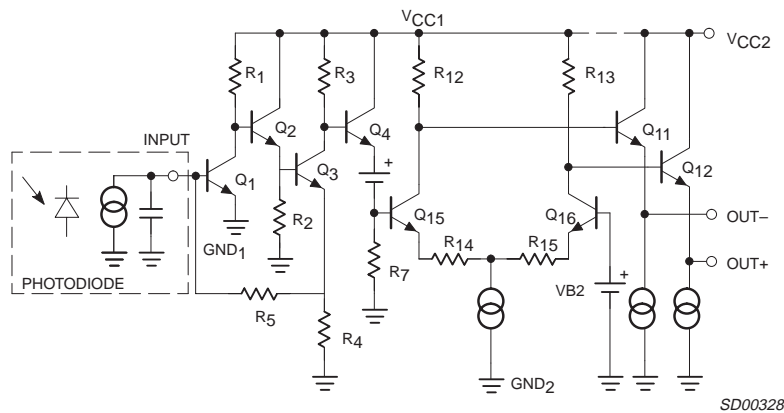 VCC1
VCC2
R1
R3
R12
R13
Q2
Q4
Q11
INPUT
Q12
Q1
Q3
Q15
Q16
OUT–
R2
GND1
R14
R15
R7
OUT+
PHOTODIODE
VB2
+
+
R5
R4
GND2
SD00328